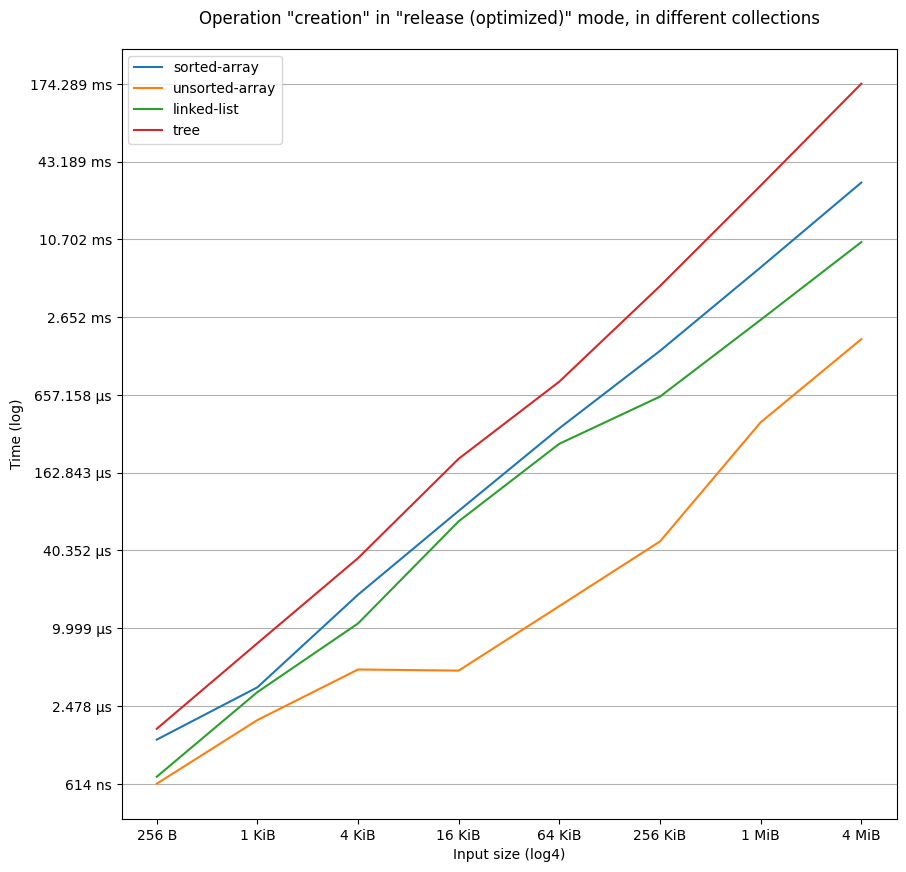 Operation "creation" in "release (optimized)" mode, in different collections
sorted-array
unsorted-array
linked-list
tree
174.289 ms
43.189 ms
10.702 ms
2.652 ms
657.158 µs
162.843 µs
40.352 µs
9.999 µs
2.478 µs
614 ns
Time (log)
256 B
1 KiB
4 KiB
16 KiB
64 KiB
256 KiB
1 MiB
4 MiB
Input size (log4)